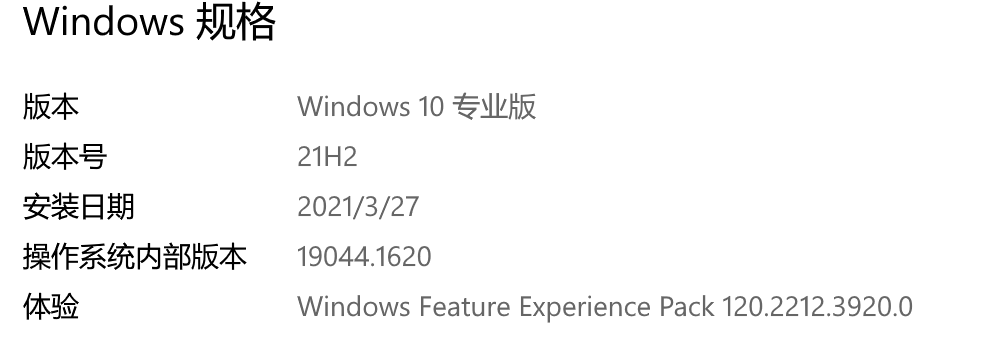 Windows 规格
版本 Windows 10 专业版
版本号 21H2
安装日期 2021/3/27
操作系统内部版本 19044.1620
体验 Windows Feature Experience Pack 120.2212.3920.0